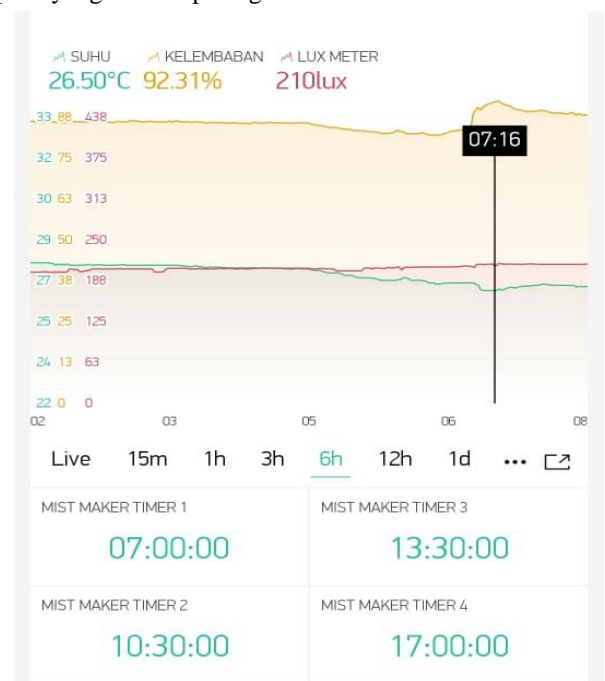 SUHU KELEMBABAN LUX METER
26.50°C 92.31% 210lux
33 88 438
07:16
32 75 375
30 63 313
29 50 250
27 38 188
25 25 125
24 13 63
22 0 0
02 03 05 06 08
Live 15m 1h 3h 6h 12h 1d ...
MIST MAKER TIMER 1 MIST MAKER TIMER 3
07:00:00 13:30:00
MIST MAKER TIMER 2 MIST MAKER TIMER 4
10:30:00 17:00:00